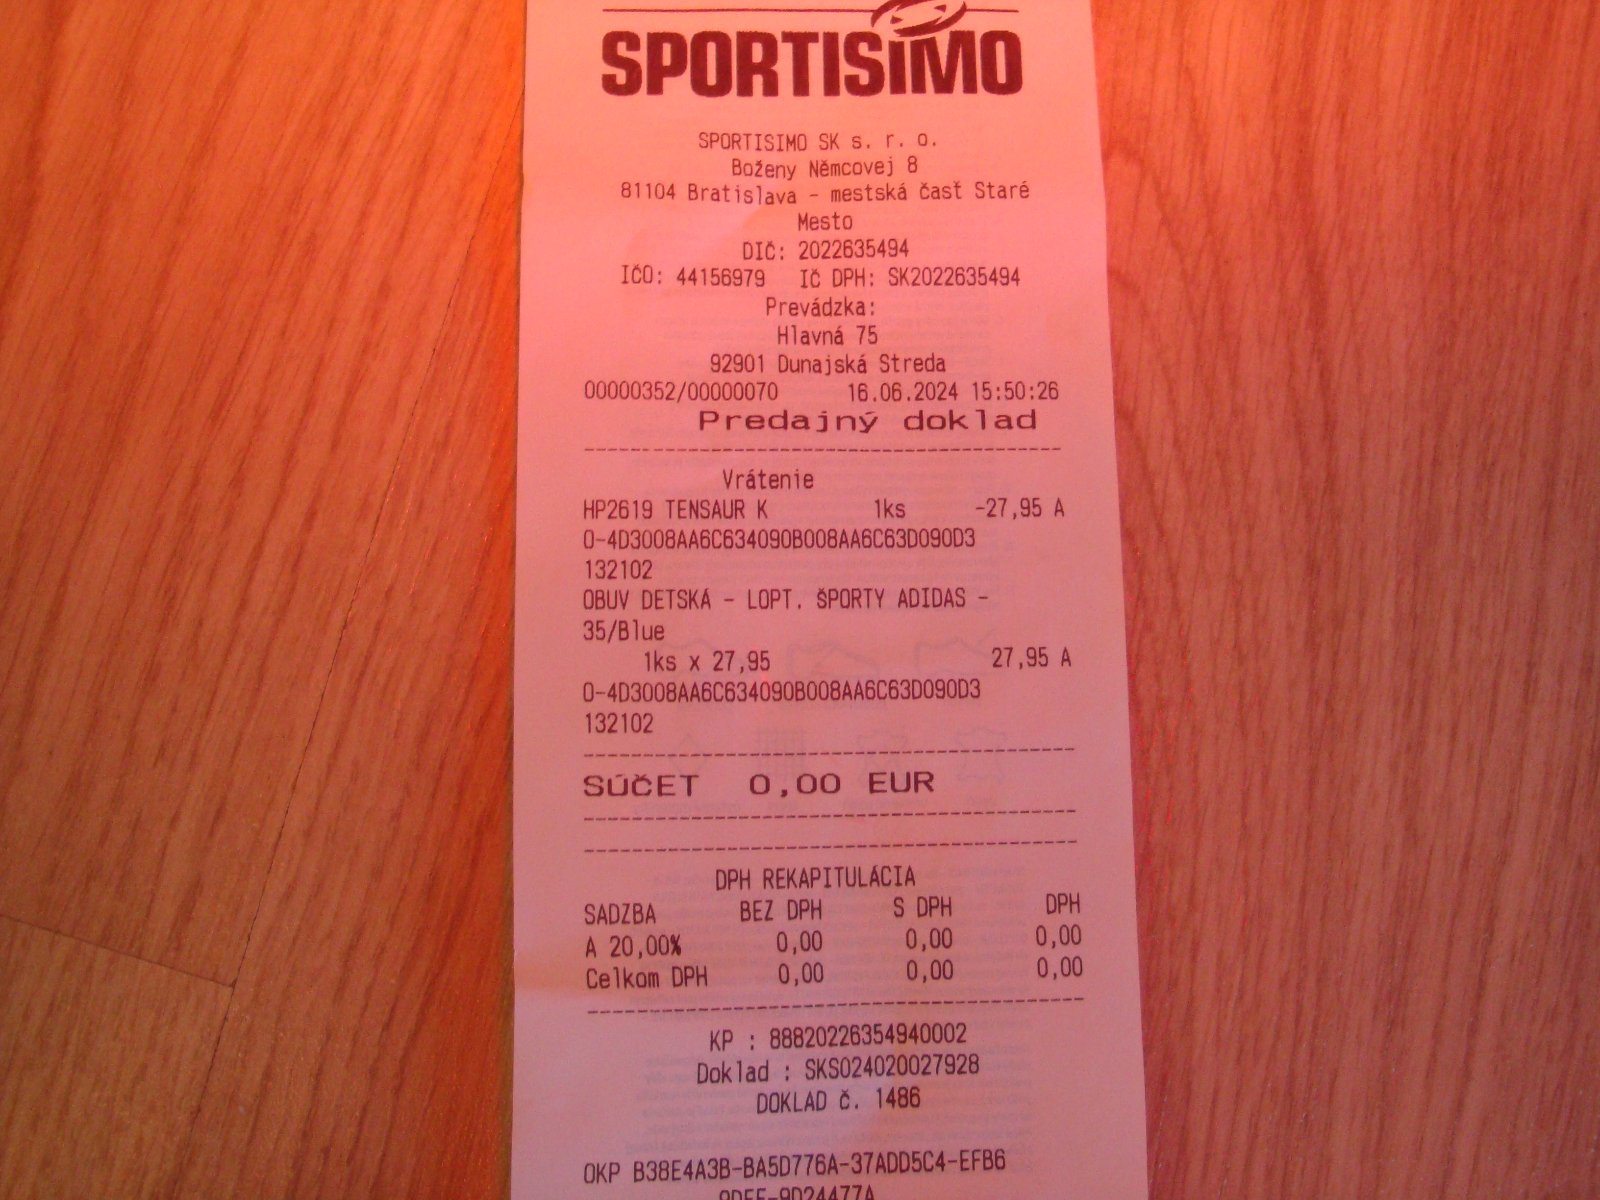 SPORTISIMO
SPORTISIMO SK s. r. o.
Boženy Němcovej 8
81104 Bratislava - mestská časť Staré
Mesto
DIČ: 2022635494
IČO: 44156979 IČ DPH: SK2022635494
Prevádzka:
Hlavná 75
92901 Dunajská Streda
00000352/00000070 16.06.2024 15:50:26
Predajný doklad
Vrátenie
HP2619 TENSAUR K 1ks -27,95 A
O-4D3008AA6C634090B008AA6C63D090D3
132102
OBUV DETSKÁ - LOPT. ŠPORTY ADIDAS -
35/Blue
1ks x 27,95 27,95 A
O-4D3008AA6C634090B008AA6C63D090D3
132102
SÚČET 0,00 EUR
DPH REKAPITULÁCIA
SADZBA BEZ DPH S DPH DPH
A 20,00% 0,00 0,00 0,00
Celkom DPH 0,00 0,00 0,00
KP : 88820226354940002
Doklad : SKS024020027928
DOKLAD č. 1486
OKP B38E4A3B-BA5D776A-37ADD5C4-EFB6